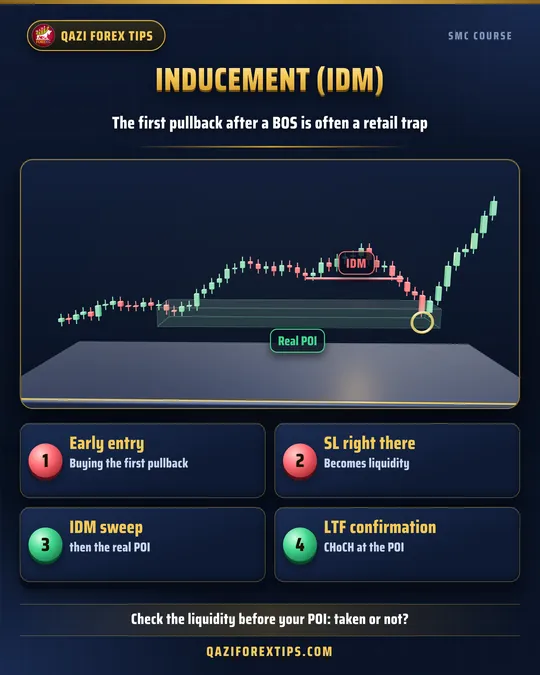 QAZI FOREX TIPS
SMC COURSE
INDUCEMENT (IDM)
The first pullback after a BOS is often a retail trap
IDM
Real POI
1
Early entry
Buying the first pullback
2
SL right there
Becomes liquidity
3
IDM sweep
then the real POI
4
LTF confirmation
CHoCH at the POI
Check the liquidity before your POI: taken or not?
QAZIFOREXTIPS.COM